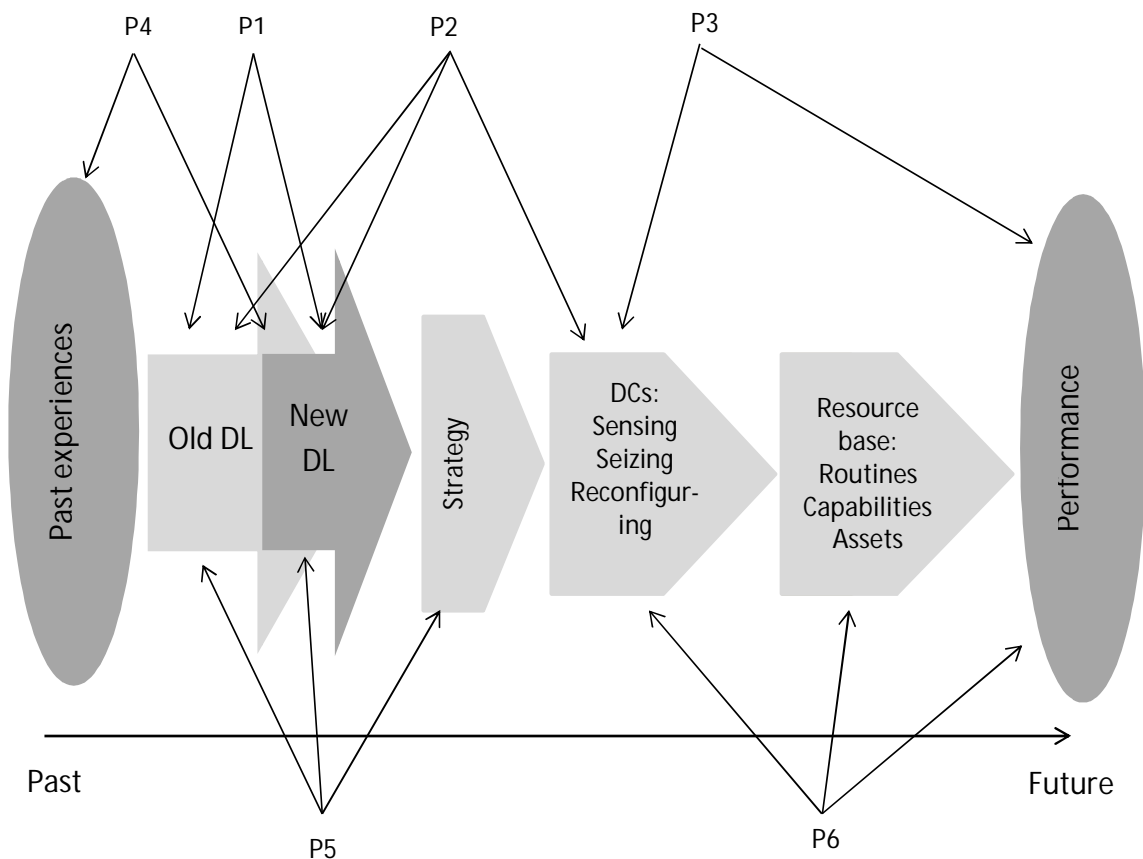 P4
P1
P2
P3
Past experiences
Old DL
New
DL
Strategy
DCs:
Sensing
Seizing
Reconfigur-
ing
Resource
base:
Routines
Capabilities
Assets
Performance
Past
Future
P5
P6